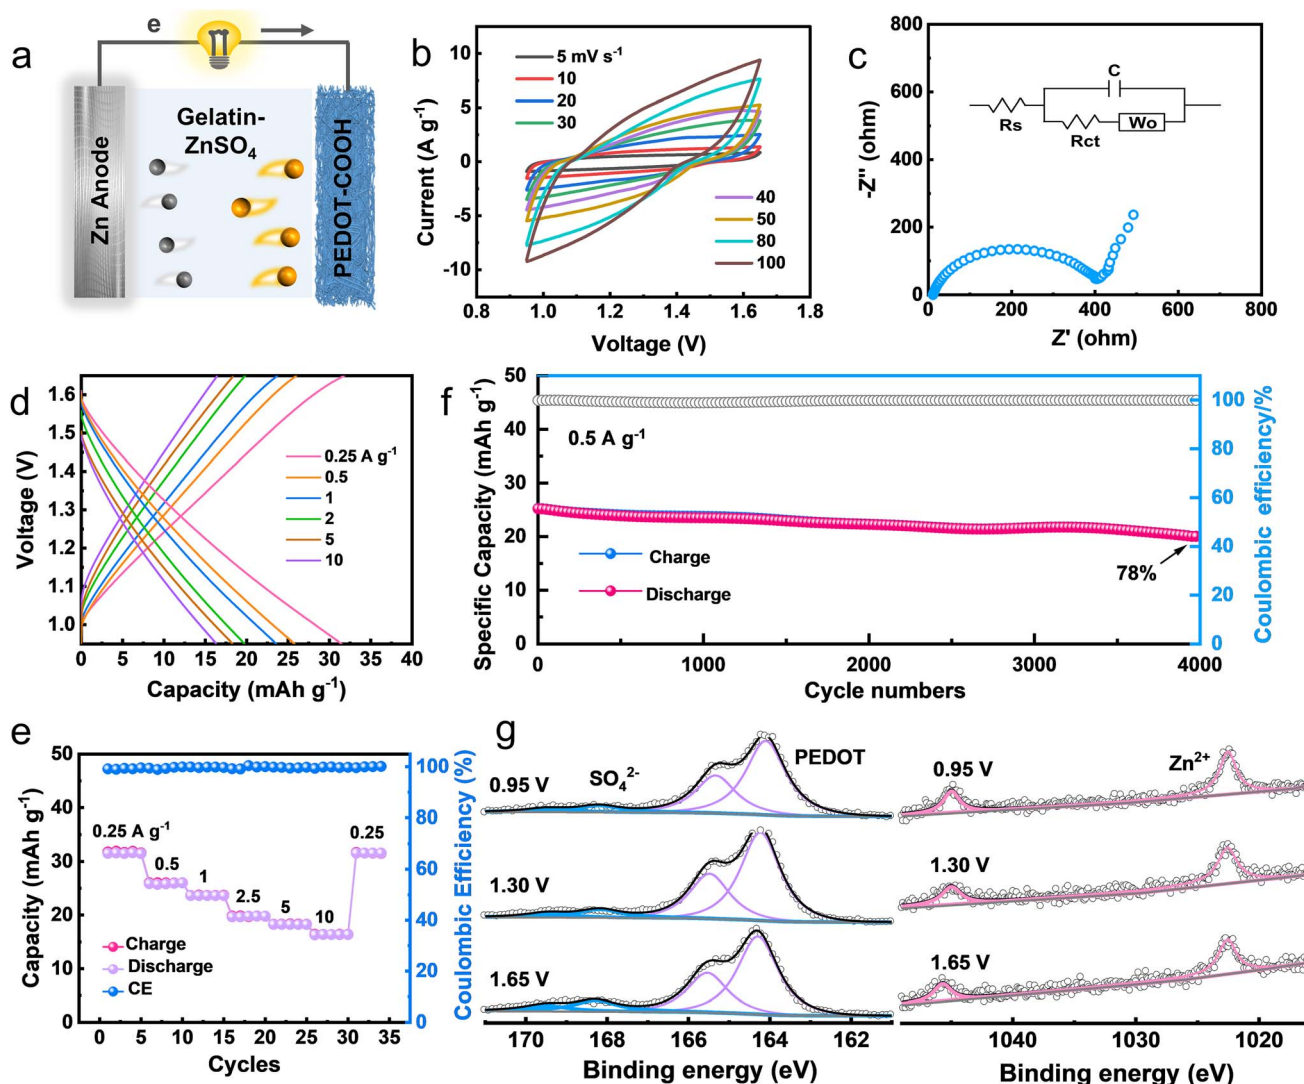 a
e
Zn Anode
Gelatin-
ZnSO₄
PEDOT-COOH
b
Current (A g⁻¹)
10
5
0
-5
-10
5 mV s⁻¹
10
20
30
40
50
80
100
0.8
1.0
1.2
1.4
1.6
1.8
Voltage (V)
c
-Z'' (ohm)
800
600
400
200
0
C
Rs
Rct
Wo
0
200
400
600
800
Z' (ohm)
d
Voltage (V)
1.6
1.5
1.4
1.3
1.2
1.1
1.0
0.25 A g⁻¹
0.5
1
2
5
10
0
5
10
15
20
25
30
35
40
Capacity (mAh g⁻¹)
f
Specific Capacity (mAh g⁻¹)
50
40
30
20
10
0
0.5 A g⁻¹
Charge
Discharge
78%
100
80
60
40
20
0
Coulombic efficiency/%
0
1000
2000
3000
4000
Cycle numbers
e
Capacity (mAh g⁻¹)
50
40
30
20
10
0
0.25 A g⁻¹
0.5
1
2.5
5
10
0.25
Charge
Discharge
CE
100
80
60
40
20
0
Coulombic Efficiency (%)
0
5
10
15
20
25
30
35
Cycles
g
SO₄²⁻
PEDOT
0.95 V
1.30 V
1.65 V
170
168
166
164
162
Binding energy (eV)
Zn²⁺
0.95 V
1.30 V
1.65 V
1040
1030
1020
Binding energy (eV)